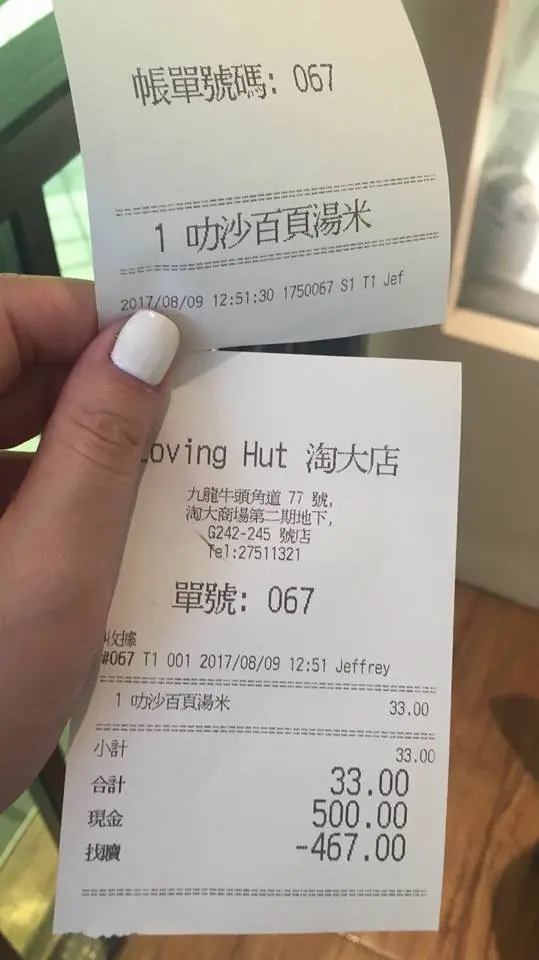 帳單號碼: 067
1 叻沙百頁湯米
2017/08/09 12:51:30 1750067 S1 T1 Jef
Loving Hut 淘大店
九龍牛頭角道 77 號,
淘大商場第二期地下,
G242-245 號店
Tel:27511321
單號: 067
收據
#067 T1 001 2017/08/09 12:51 Jeffrey
1 叻沙百頁湯米 33.00
小計 33.00
合計 33.00
現金 500.00
找贖 -467.00